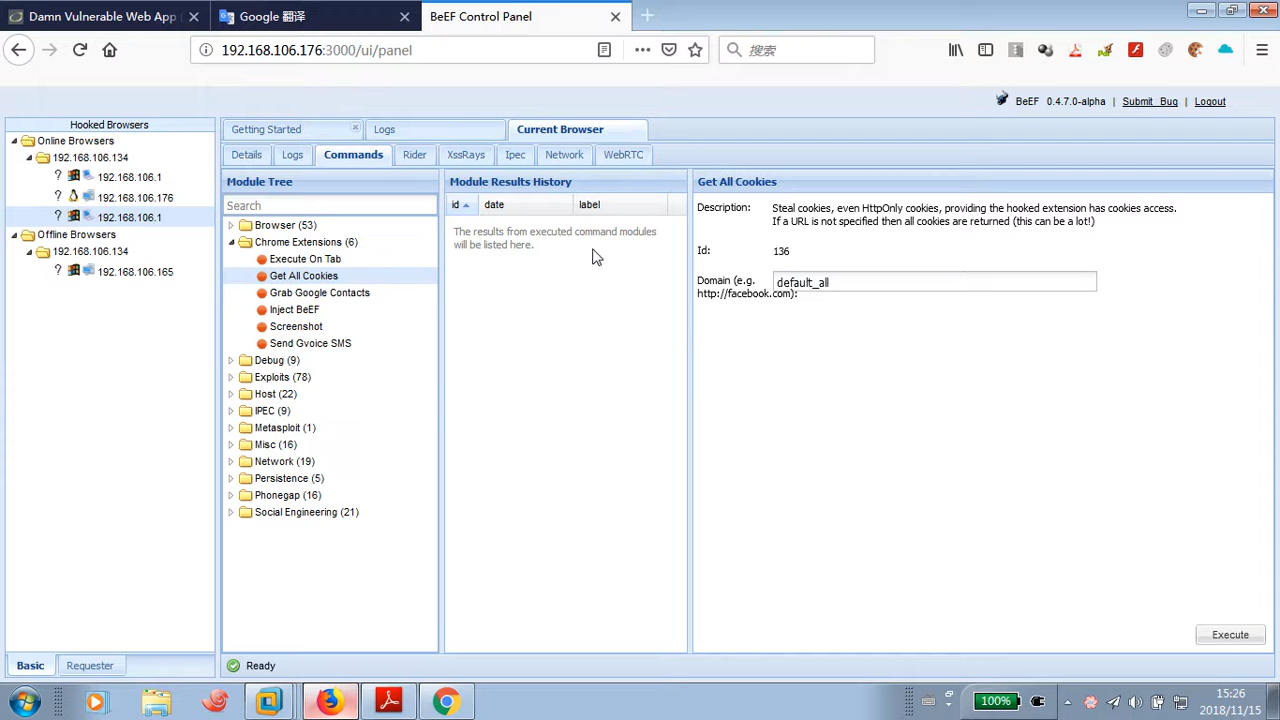 Damn Vulnerable Web App
Google 翻译
BeEF Control Panel
192.168.106.176:3000/ui/panel
搜索
BeEF 0.4.7.0-alpha | Submit Bug | Logout
Hooked Browsers
Online Browsers
192.168.106.134
? 192.168.106.1
? 192.168.106.176
? 192.168.106.1
Offline Browsers
192.168.106.134
? 192.168.106.165
Basic
Requester
Getting Started
Logs
Current Browser
Details
Logs
Commands
Rider
XssRays
Ipec
Network
WebRTC
Module Tree
Search
Browser (53)
Chrome Extensions (6)
Execute On Tab
Get All Cookies
Grab Google Contacts
Inject BeEF
Screenshot
Send Gvoice SMS
Debug (9)
Exploits (78)
Host (22)
IPEC (9)
Metasploit (1)
Misc (16)
Network (19)
Persistence (5)
Phonegap (16)
Social Engineering (21)
Module Results History
id
date
label
The results from executed command modules
will be listed here.
Get All Cookies
Description: Steal cookies, even HttpOnly cookies, providing the hooked extension has cookies access.
If a URL is not specified then all cookies are returned (this can be a lot!)
Id: 136
Domain (e.g.
http://facebook.com):
default_all
Execute
Ready
100%
15:26
2018/11/15